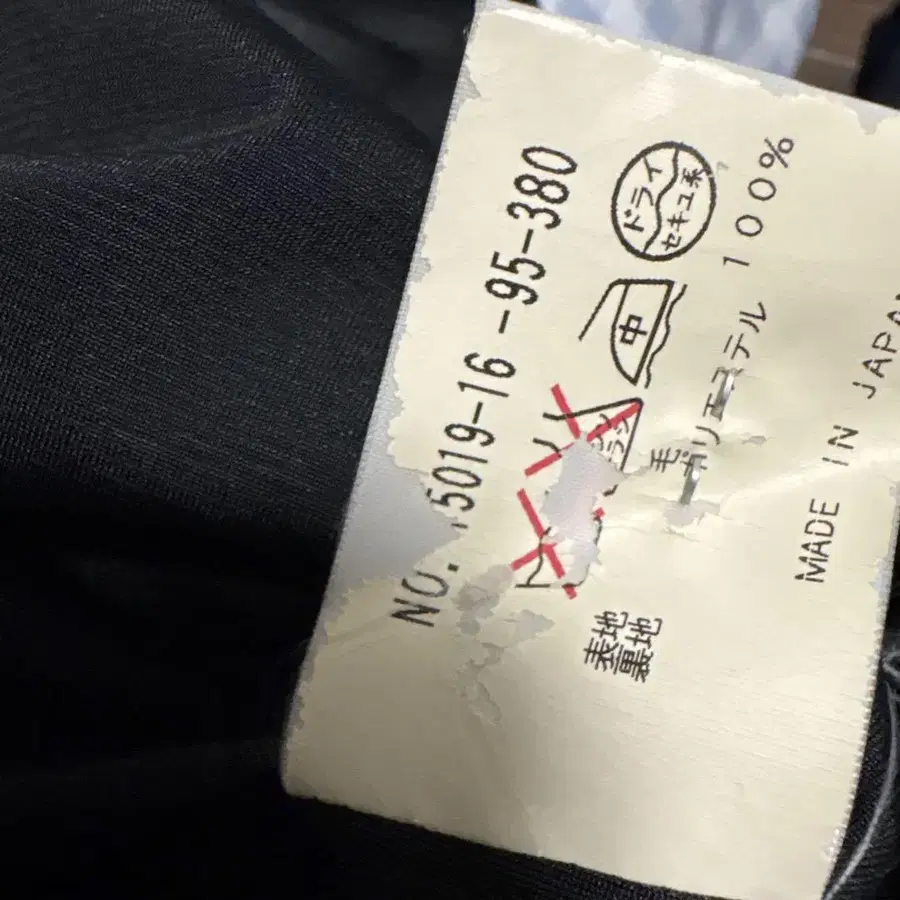 NO. 5019-16-95-380
中
ドライ
セキユ系
表地 毛
裏地 ポリエステル 100%
MADE IN JAPAN